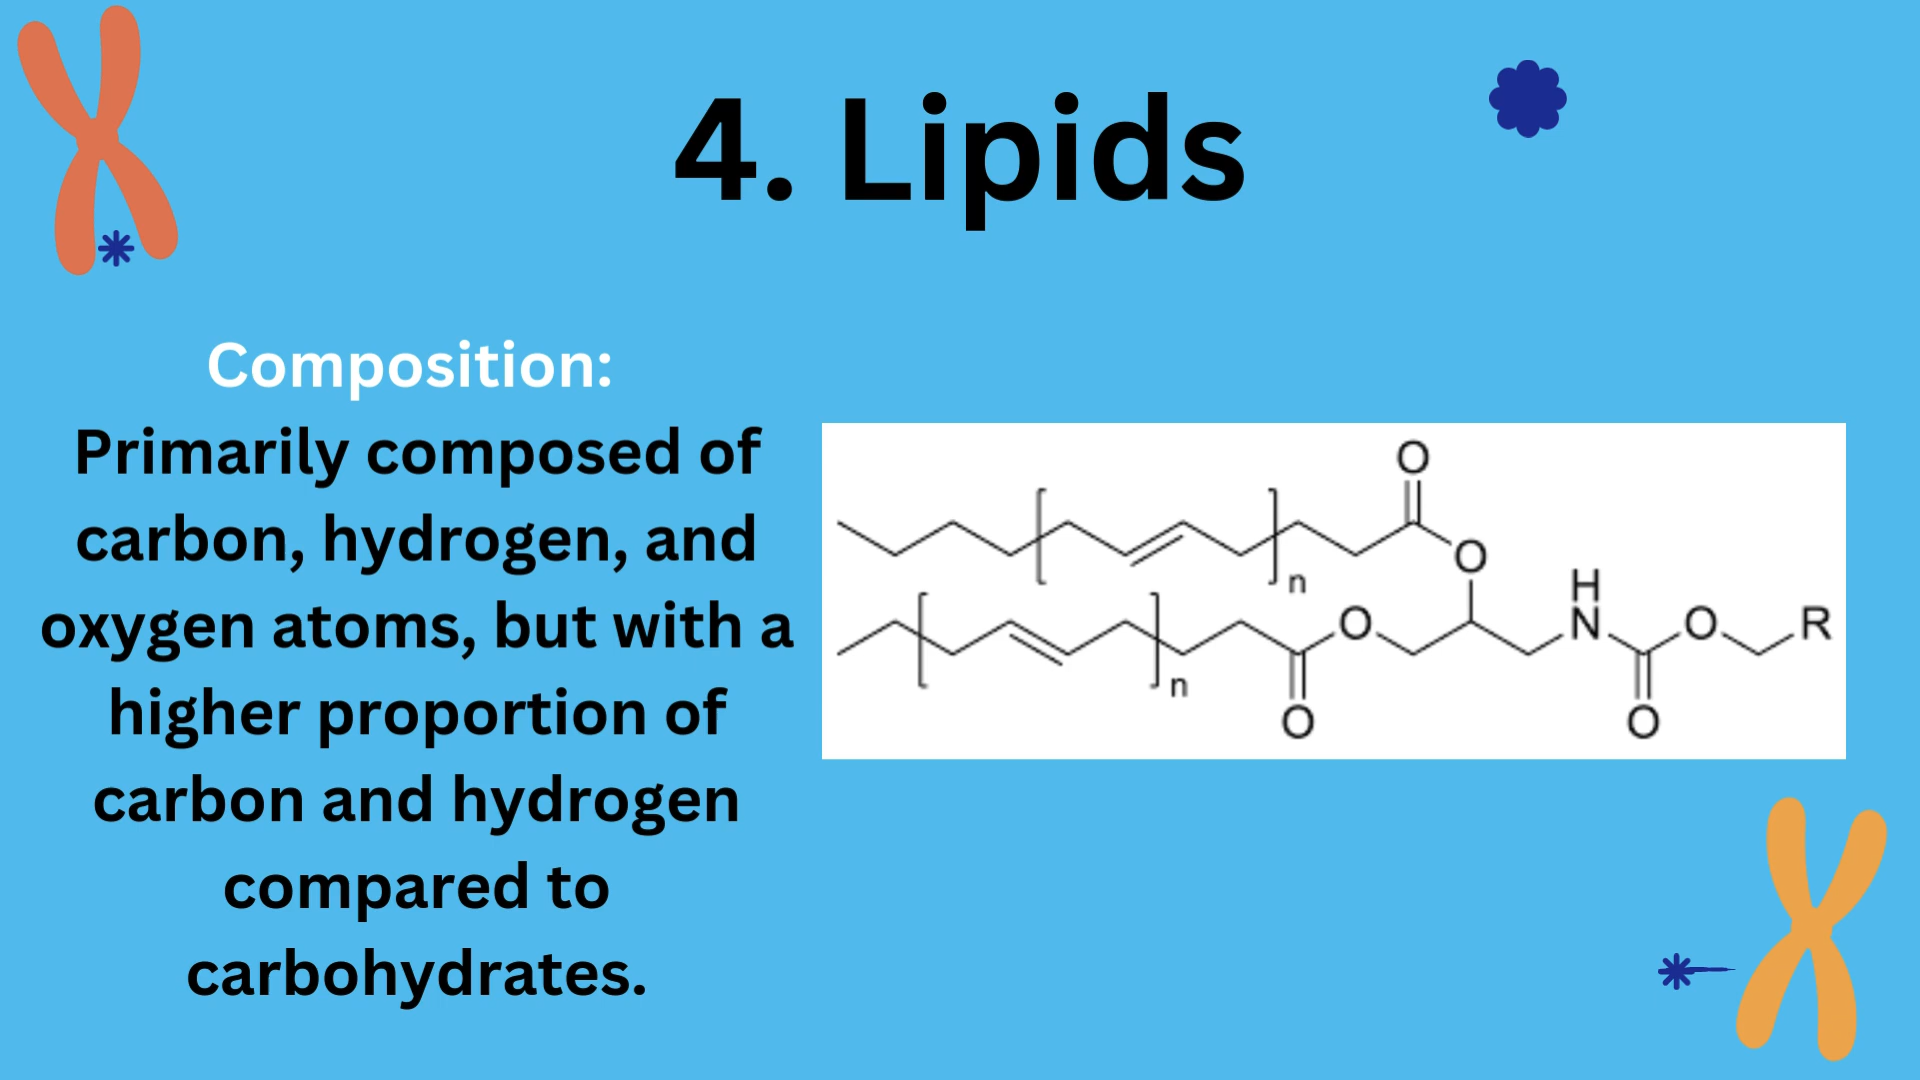 4. Lipids
Composition:
Primarily composed of
carbon, hydrogen, and
oxygen atoms, but with a
higher proportion of
carbon and hydrogen
compared to
carbohydrates.
O
O
n
H
O
N
O
R
n
O
O